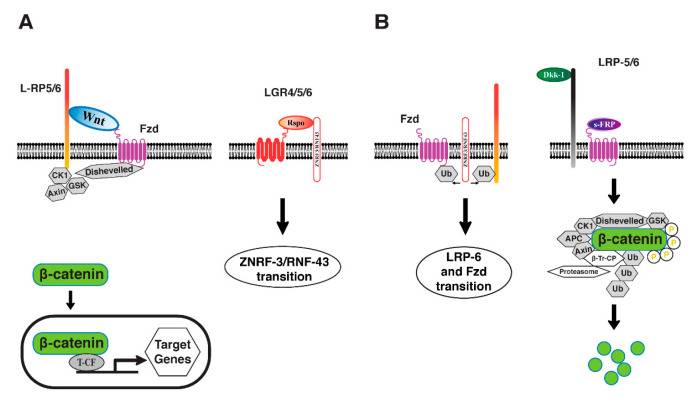 A
L-RP5/6
Wnt
Fzd
CK1
GSK
Axin
Dishevelled
β-catenin
β-catenin
T-CF
Target
Genes
LGR4/5/6
Rspo
ZNRF3/RNF43
ZNRF-3/RNF-43
transition
B
Fzd
ZNRF3/RNF43
Ub
Ub
LRP-6
and Fzd
transition
LRP-5/6
Dkk-1
s-FRP
Dishevelled
GSK
CK1
P
APC
β-catenin
P
Axin
β-Tr-CP
Ub
P
P
Proteasome
Ub
Ub